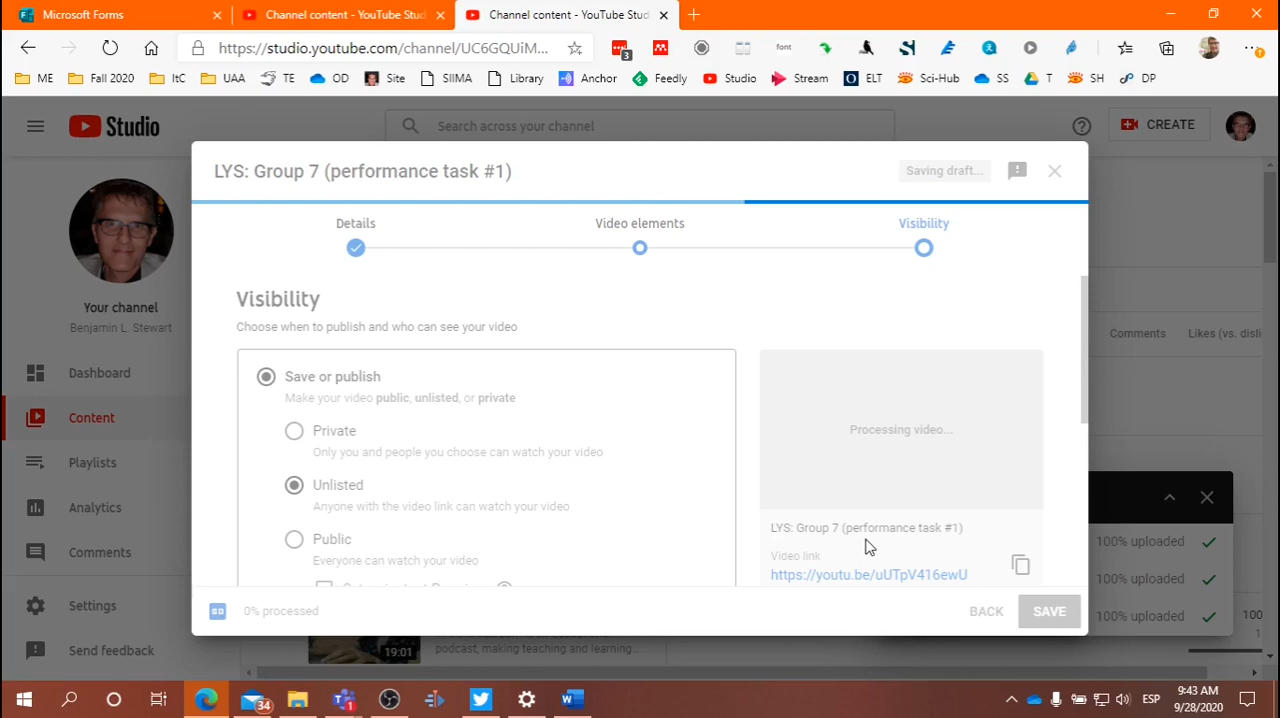 Microsoft Forms
Channel content - YouTube Stud
Channel content - YouTube Stud
https://studio.youtube.com/channel/UC6GQUiM...
3
font
ME
Fall 2020
ItC
UAA
TE
OD
Site
SIIMA
Library
Anchor
Feedly
Studio
Stream
ELT
Sci-Hub
SS
T
SH
DP
Studio
Search across your channel
CREATE
LYS: Group 7 (performance task #1)
Saving draft...
Details
Video elements
Visibility
Your channel
Benjamin L. Stewart
Dashboard
Content
Playlists
Analytics
Comments
Settings
Send feedback
Visibility
Choose when to publish and who can see your video
Save or publish
Make your video public, unlisted, or private
Private
Only you and people you choose can watch your video
Unlisted
Anyone with the video link can watch your video
Public
Everyone can watch your video
Processing video...
LYS: Group 7 (performance task #1)
Video link
https://youtu.be/uUTpV416ewU
SD
0% processed
BACK
SAVE
Comments
Likes (vs. disli
100% uploaded
100% uploaded
100% uploaded
100
19:01
podcast, making teaching and learning...
34
1
ESP
9:43 AM
9/28/2020